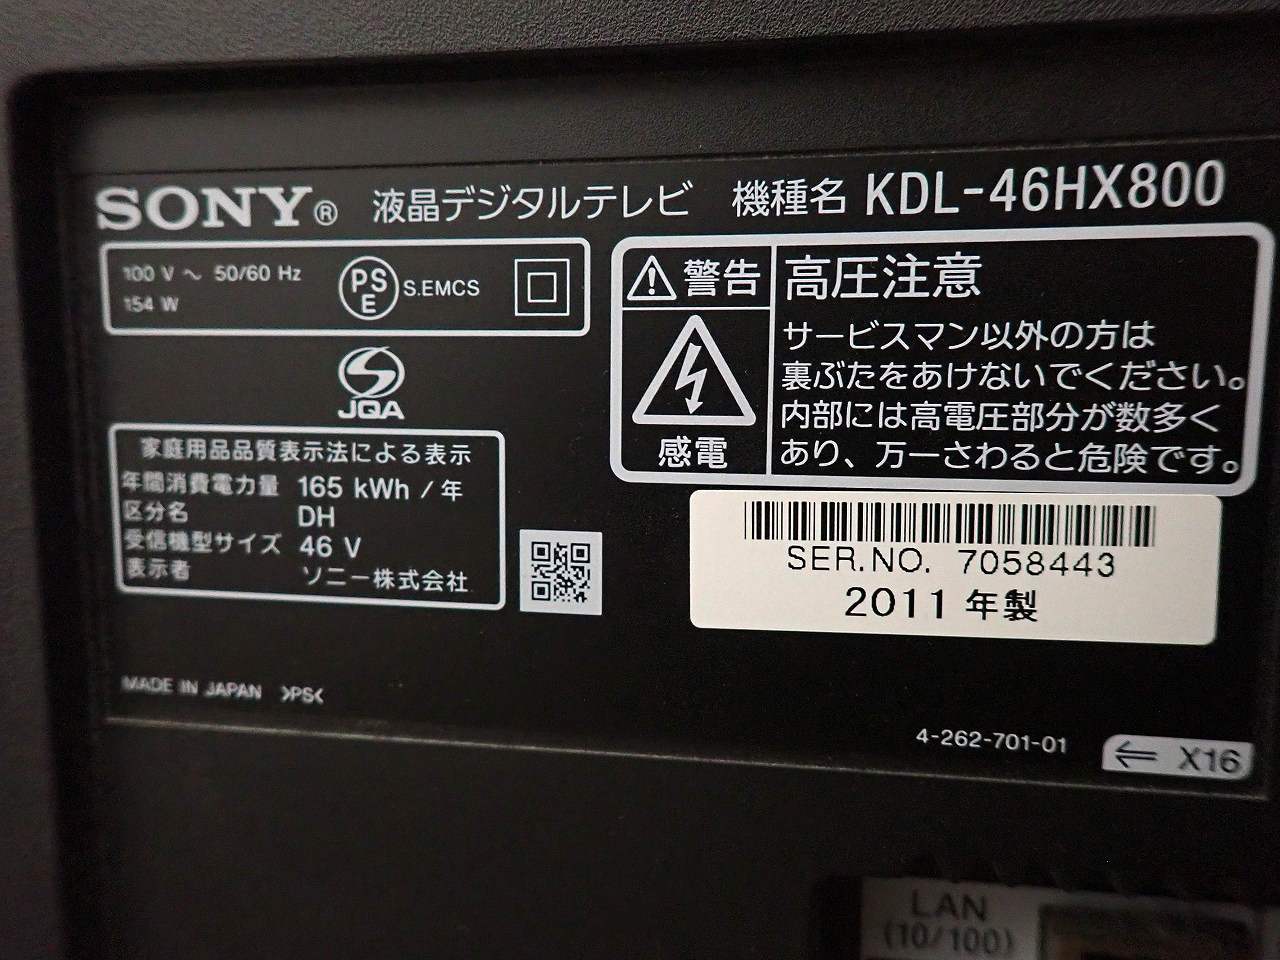 SONY® 液晶デジタルテレビ 機種名 KDL-46HX800
100 V ～ 50/60 Hz
154 W
PS
E
S.EMCS
JQA
家庭用品品質表示法による表示
年間消費電力量 165 kWh / 年
区分名 DH
受信機型サイズ 46 V
表示者 ソニー株式会社
警告
感電
高圧注意
サービスマン以外の方は
裏ぶたをあけないでください。
内部には高電圧部分が数多く
あり、万一さわると危険です。
SER.NO. 7058443
2011 年製
MADE IN JAPAN >PS<
4-262-701-01
⇐ X16
LAN
(10/100)